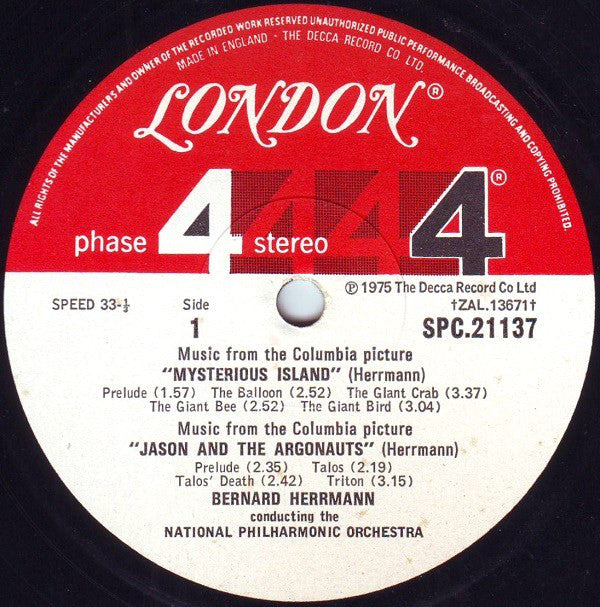 ALL RIGHTS OF THE MANUFACTURERS AND OWNER OF THE RECORDED WORK RESERVED UNAUTHORIZED PUBLIC PERFORMANCE BROADCASTING AND COPYING PROHIBITED.
MADE IN ENGLAND - THE DECCA RECORD CO LTD.
LONDON®
phase 4 stereo 4 4 4®
℗ 1975 The Decca Record Co Ltd
SPEED 33-⅓ Side †ZAL.13671†
1 SPC.21137
Music from the Columbia picture
"MYSTERIOUS ISLAND" (Herrmann)
Prelude (1.57) The Balloon (2.52) The Giant Crab (3.37)
The Giant Bee (2.52) The Giant Bird (3.04)
Music from the Columbia picture
"JASON AND THE ARGONAUTS" (Herrmann)
Prelude (2.35) Talos (2.19)
Talos' Death (2.42) Triton (3.15)
BERNARD HERRMANN
conducting the
NATIONAL PHILHARMONIC ORCHESTRA